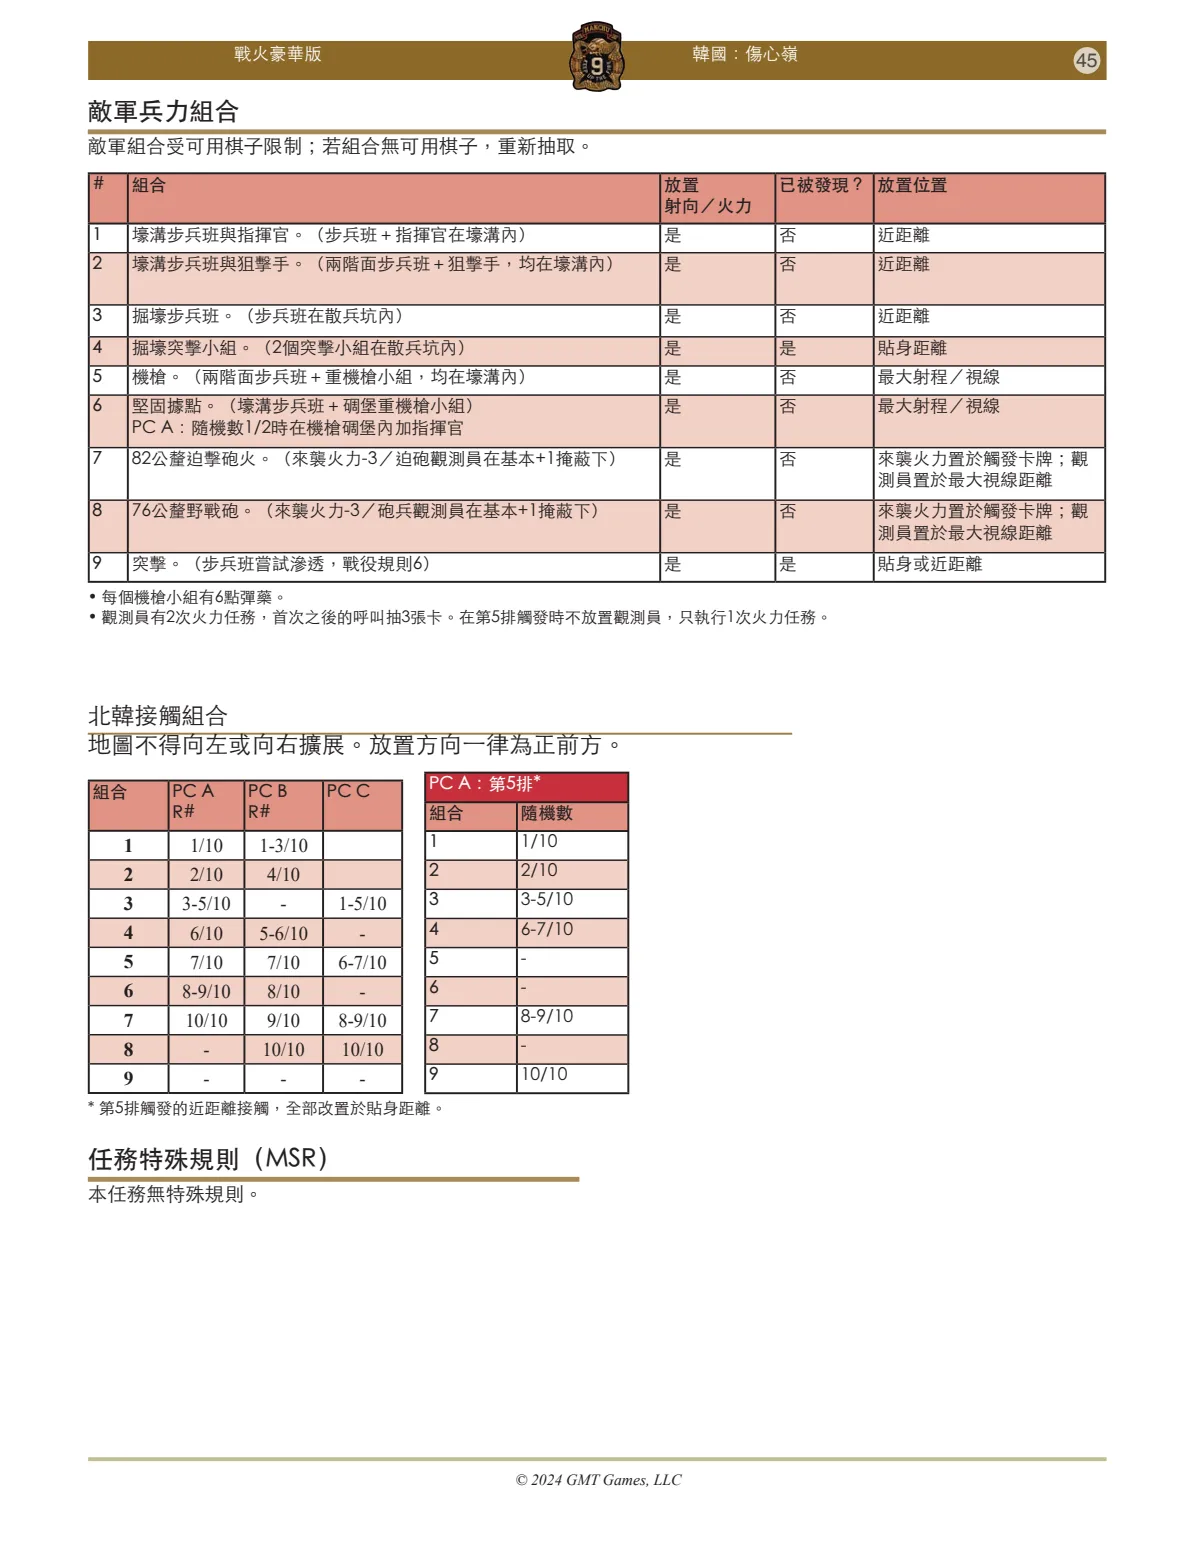 戰火豪華版
MANCHU
9
韓國：傷心嶺
45
敵軍兵力組合
敵軍組合受可用棋子限制；若組合無可用棋子，重新抽取。
# 組合 放置 射向／火力 已被發現？ 放置位置
1 壕溝步兵班與指揮官。（步兵班＋指揮官在壕溝內） 是 否 近距離
2 壕溝步兵班與狙擊手。（兩階面步兵班＋狙擊手，均在壕溝內） 是 否 近距離
3 掘壕步兵班。（步兵班在散兵坑內） 是 否 近距離
4 掘壕突擊小組。（2個突擊小組在散兵坑內） 是 是 貼身距離
5 機槍。（兩階面步兵班＋重機槍小組，均在壕溝內） 是 否 最大射程／視線
6 堅固據點。（壕溝步兵班＋碉堡重機槍小組） 是 否 最大射程／視線
PC A：隨機數1/2時在機槍碉堡內加指揮官
7 82公釐迫擊砲火。（來襲火力-3／迫砲觀測員在基本+1掩蔽下） 是 否 來襲火力置於觸發卡牌；觀
測員置於最大視線距離
8 76公釐野戰砲。（來襲火力-3／砲兵觀測員在基本+1掩蔽下） 是 否 來襲火力置於觸發卡牌；觀
測員置於最大視線距離
9 突擊。（步兵班嘗試滲透，戰役規則6） 是 是 貼身或近距離
• 每個機槍小組有6點彈藥。
• 觀測員有2次火力任務，首次之後的呼叫抽3張卡。在第5排觸發時不放置觀測員，只執行1次火力任務。
北韓接觸組合
地圖不得向左或向右擴展。放置方向一律為正前方。
組合 PC A R# PC B R# PC C
1 1/10 1-3/10
2 2/10 4/10
3 3-5/10 - 1-5/10
4 6/10 5-6/10 -
5 7/10 7/10 6-7/10
6 8-9/10 8/10 -
7 10/10 9/10 8-9/10
8 - 10/10 10/10
9 - - -
PC A：第5排*
組合 隨機數
1 1/10
2 2/10
3 3-5/10
4 6-7/10
5 -
6 -
7 8-9/10
8 -
9 10/10
* 第5排觸發的近距離接觸，全部改置於貼身距離。
任務特殊規則（MSR）
本任務無特殊規則。
© 2024 GMT Games, LLC